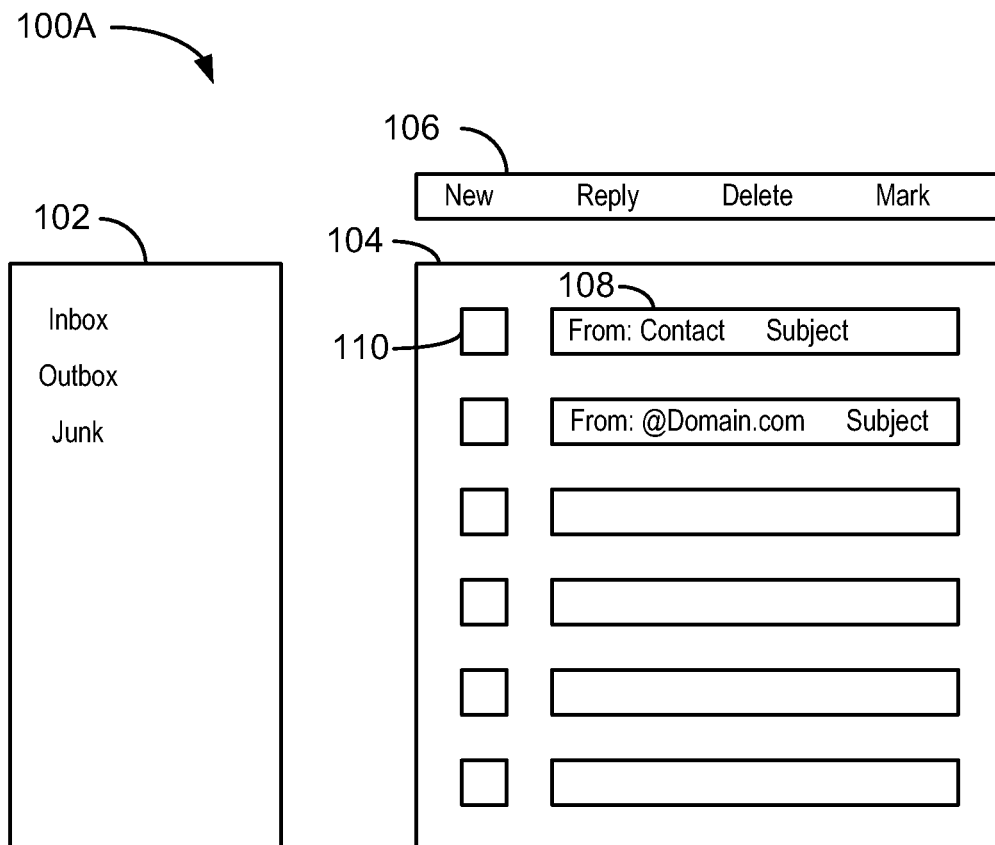 100A
106
New Reply Delete Mark
102
104
Inbox
Outbox
Junk
108
110
From: Contact Subject
From: @Domain.com Subject